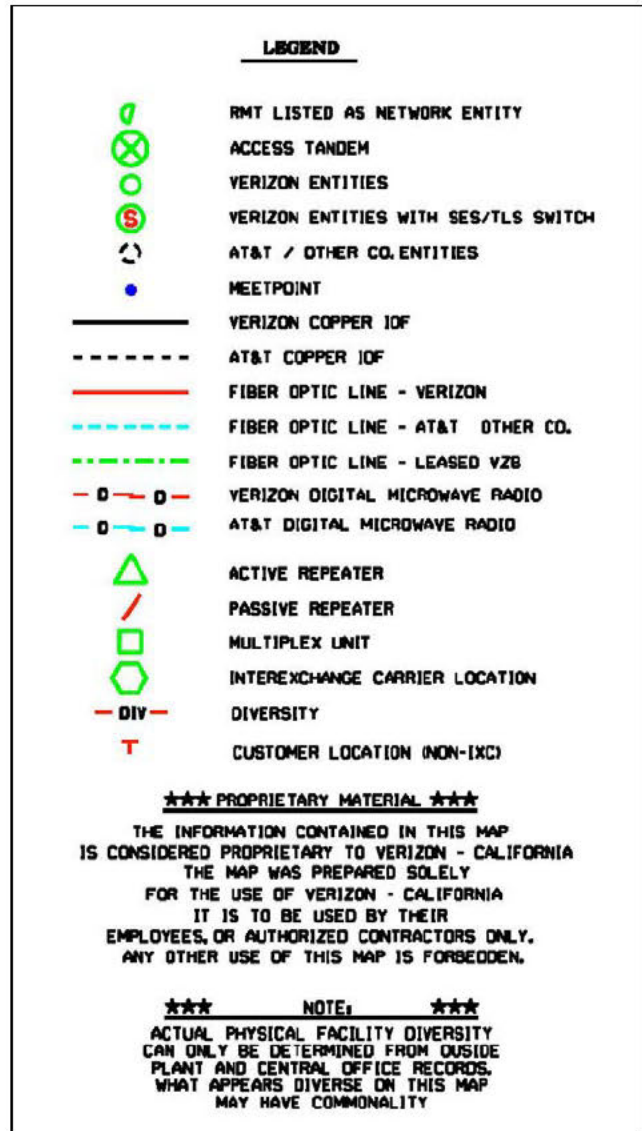 LEGEND
RMT LISTED AS NETWORK ENTITY
ACCESS TANDEM
VERIZON ENTITIES
S VERIZON ENTITIES WITH SES/TLS SWITCH
AT&T / OTHER CO. ENTITIES
MEETPOINT
VERIZON COPPER IOF
AT&T COPPER IOF
FIBER OPTIC LINE - VERIZON
FIBER OPTIC LINE - AT&T OTHER CO.
FIBER OPTIC LINE - LEASED VZB
D D VERIZON DIGITAL MICROWAVE RADIO
D D AT&T DIGITAL MICROWAVE RADIO
ACTIVE REPEATER
PASSIVE REPEATER
MULTIPLEX UNIT
INTEREXCHANGE CARRIER LOCATION
DIV DIVERSITY
T CUSTOMER LOCATION (NON-IXC)
★★★ PROPRIETARY MATERIAL ★★★
THE INFORMATION CONTAINED IN THIS MAP
IS CONSIDERED PROPRIETARY TO VERIZON - CALIFORNIA
THE MAP WAS PREPARED SOLELY
FOR THE USE OF VERIZON - CALIFORNIA
IT IS TO BE USED BY THEIR
EMPLOYEES, OR AUTHORIZED CONTRACTORS ONLY.
ANY OTHER USE OF THIS MAP IS FORBEDDEN.
★★★ NOTE: ★★★
ACTUAL PHYSICAL FACILITY DIVERSITY
CAN ONLY BE DETERMINED FROM OUSIDE
PLANT AND CENTRAL OFFICE RECORDS.
WHAT APPEARS DIVERSE ON THIS MAP
MAY HAVE COMMONALITY